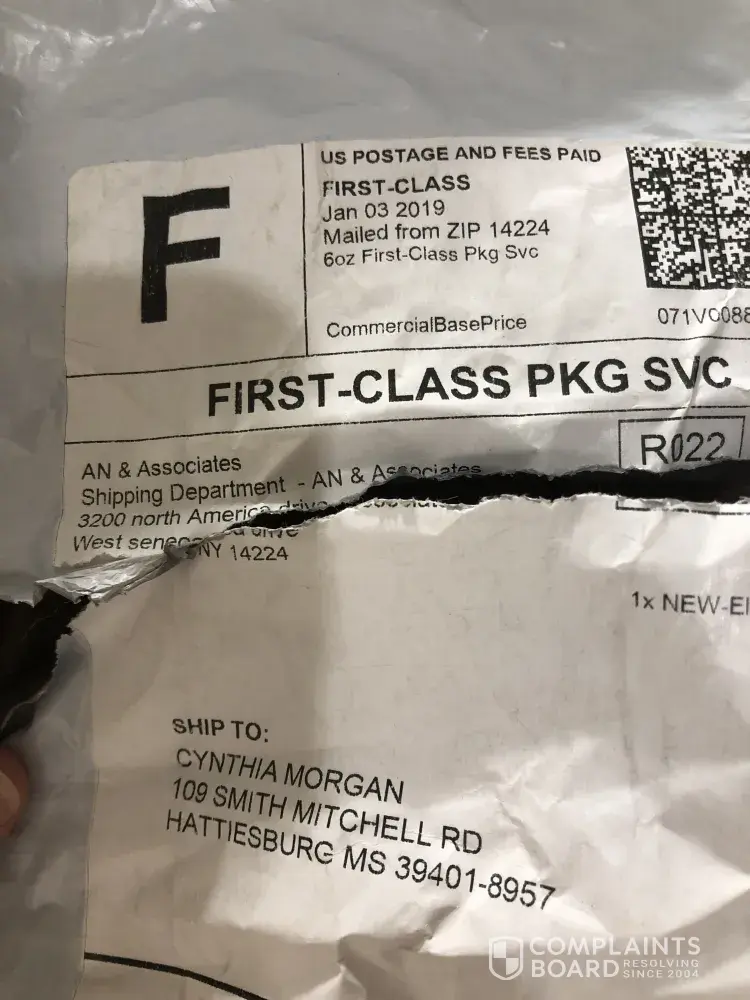 F
US POSTAGE AND FEES PAID
FIRST-CLASS
Jan 03 2019
Mailed from ZIP 14224
6oz First-Class Pkg Svc
CommercialBasePrice
071V0088
FIRST-CLASS PKG SVC
R022
AN & Associates
Shipping Department - AN & Associates
3200 north America drive
West seneca
NY 14224
1x NEW-EI
SHIP TO:
CYNTHIA MORGAN
109 SMITH MITCHELL RD
HATTIESBURG MS 39401-8957
COMPLAINTS
BOARD RESOLVING
SINCE 2004